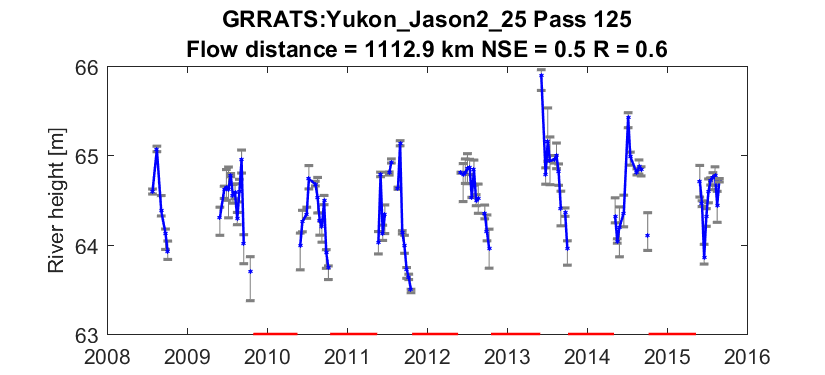 GRRATS:Yukon_Jason2_25 Pass 125
Flow distance = 1112.9 km NSE = 0.5 R = 0.6
River height [m]
66
65
64
63
2008 2009 2010 2011 2012 2013 2014 2015 2016